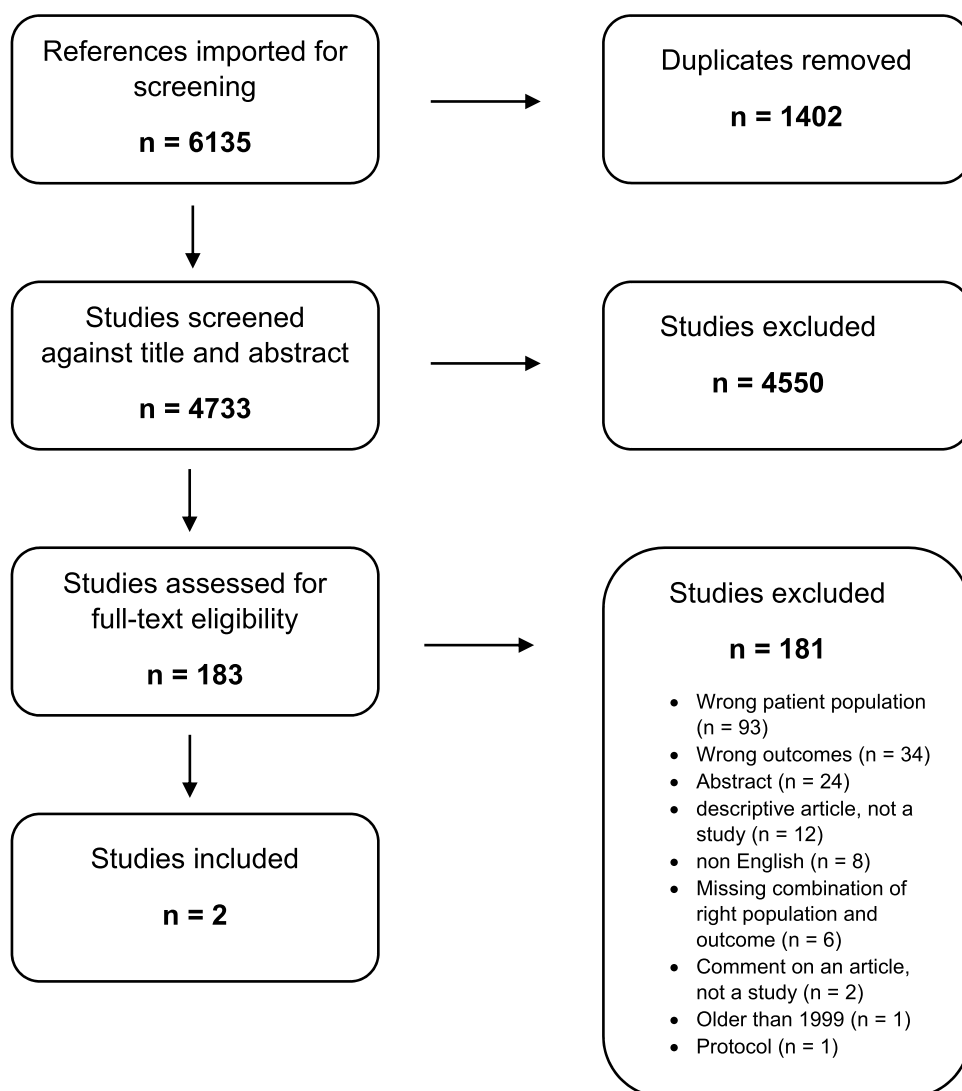 References imported for
screening
n = 6135
Duplicates removed
n = 1402
Studies screened
against title and abstract
n = 4733
Studies excluded
n = 4550
Studies assessed for
full-text eligibility
n = 183
Studies excluded
n = 181
• Wrong patient population
(n = 93)
• Wrong outcomes (n = 34)
• Abstract (n = 24)
• descriptive article, not a
study (n = 12)
• non English (n = 8)
• Missing combination of
right population and
outcome (n = 6)
• Comment on an article,
not a study (n = 2)
• Older than 1999 (n = 1)
• Protocol (n = 1)
Studies included
n = 2